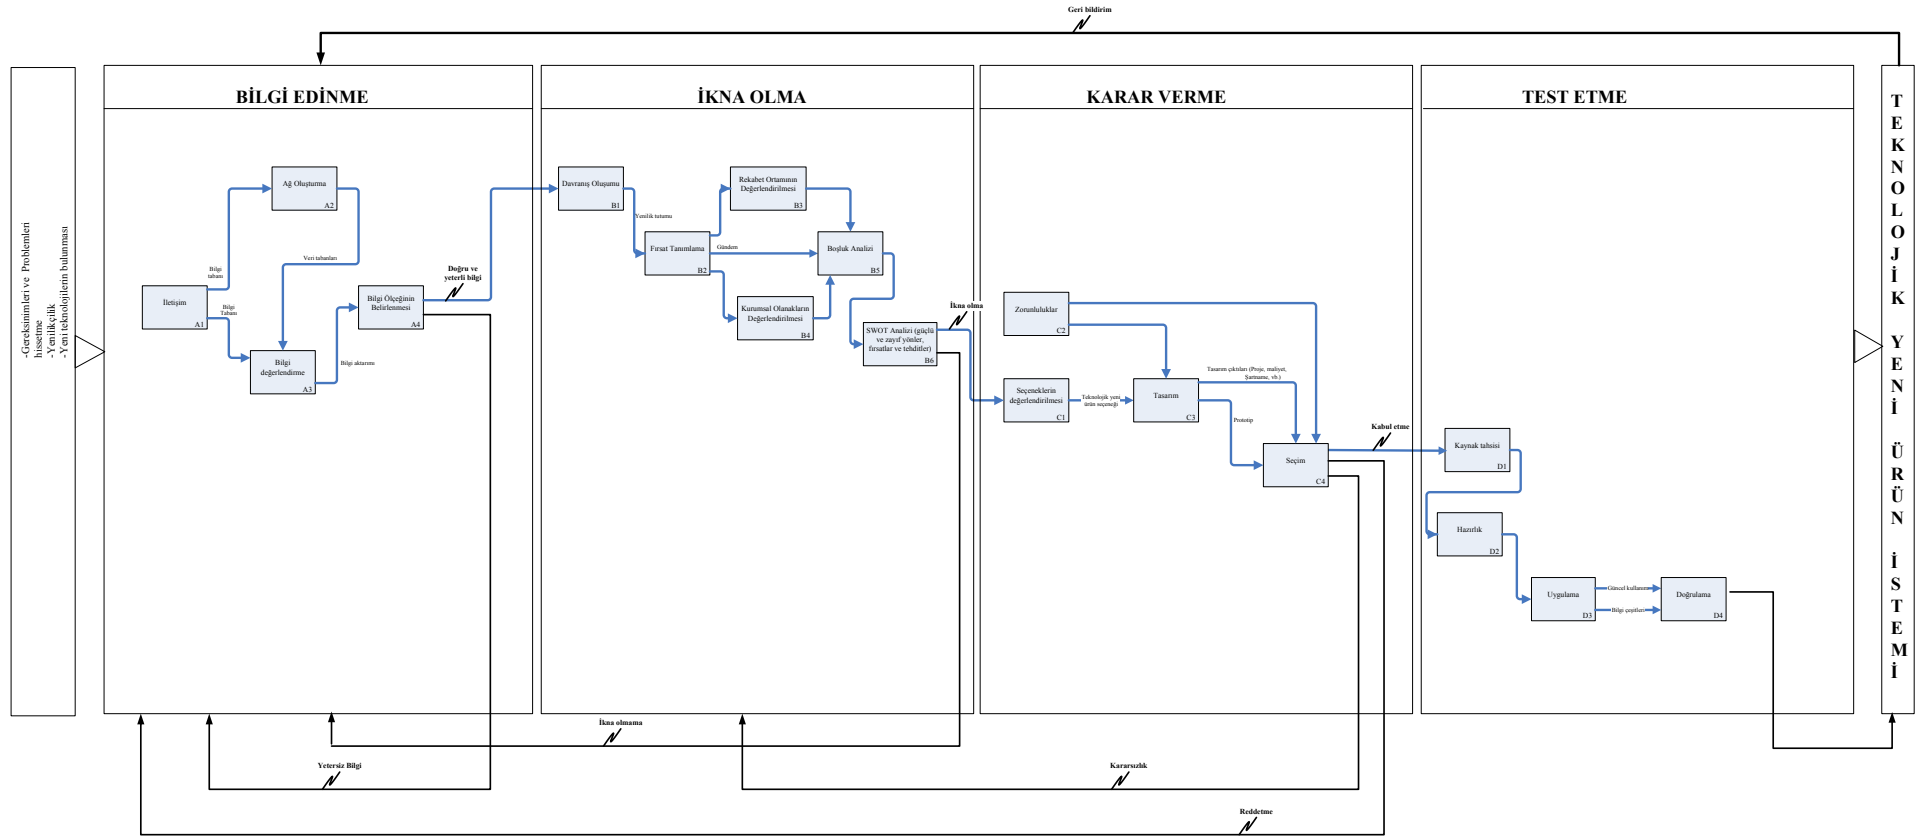 Geri bildirim
-Gereksinimleri ve Problemleri
hissetme
-Yenilikçilik
-Yeni teknolojilerin bulunması
BİLGİ EDİNME
Ağ Oluşturma
A2
Bilgi
tabanı
Veri tabanları
İletişim
A1
Bilgi
Tabanı
Bilgi
değerlendirme
A3
Bilgi aktarımı
Bilgi Ölçeğinin
Belirlenmesi
A4
Doğru ve
yeterli bilgi
İKNA OLMA
Davranış Oluşumu
B1
Yenilik tutumu
Fırsat Tanımlama
B2
Gündem
Rekabet Ortamının
Değerlendirilmesi
B3
Boşluk Analizi
B5
Kurumsal Olanakların
Değerlendirilmesi
B4
SWOT Analizi (güçlü
ve zayıf yönler,
fırsatlar ve tehditler)
B6
İkna olma
KARAR VERME
Zorunluluklar
C2
Seçeneklerin
değerlendirilmesi
C1
Teknolojik yeni
ürün seçeneği
Tasarım
C3
Tasarım çıktıları (Proje, maliyet,
Şartname, vb.)
Prototip
Seçim
C4
Kabul etme
TEST ETME
Kaynak tahsisi
D1
Hazırlık
D2
Uygulama
D3
Güncel kullanım
Bilgi çeşitleri
Doğrulama
D4
TEKNOLOJİK YENİ ÜRÜN İSTEMİ
İkna olmama
Yetersiz Bilgi
Kararsızlık
Reddetme